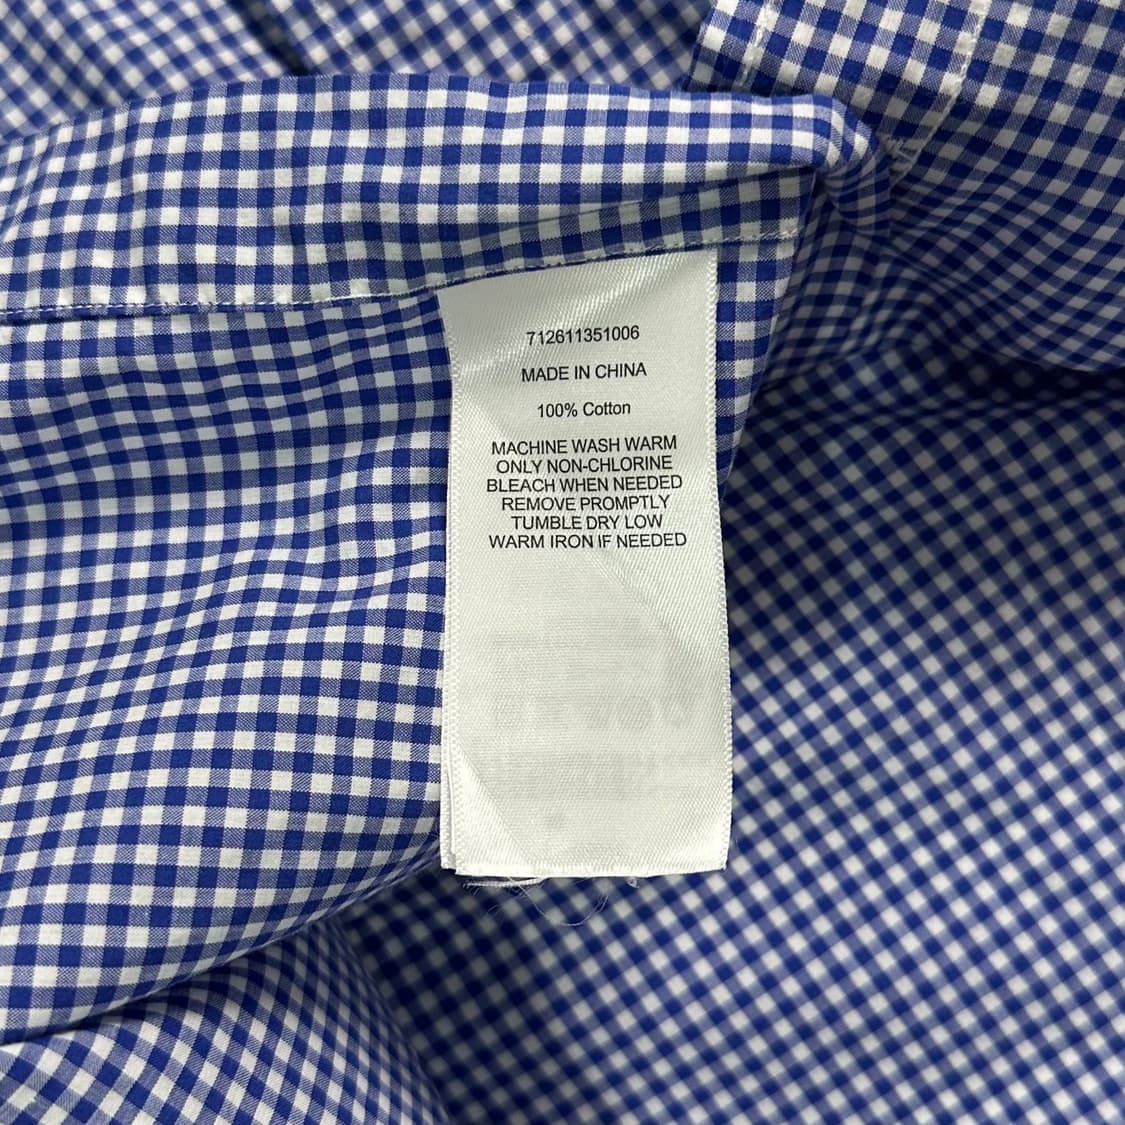 712611351006
MADE IN CHINA
100% Cotton
MACHINE WASH WARM
ONLY NON-CHLORINE
BLEACH WHEN NEEDED
REMOVE PROMPTLY
TUMBLE DRY LOW
WARM IRON IF NEEDED